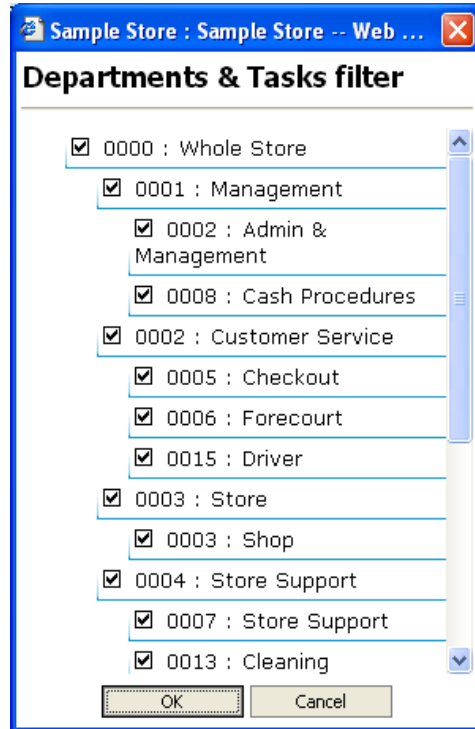 Sample Store : Sample Store -- Web ...
Departments & Tasks filter
0000 : Whole Store
0001 : Management
0002 : Admin &
Management
0008 : Cash Procedures
0002 : Customer Service
0005 : Checkout
0006 : Forecourt
0015 : Driver
0003 : Store
0003 : Shop
0004 : Store Support
0007 : Store Support
0013 : Cleaning
OK Cancel